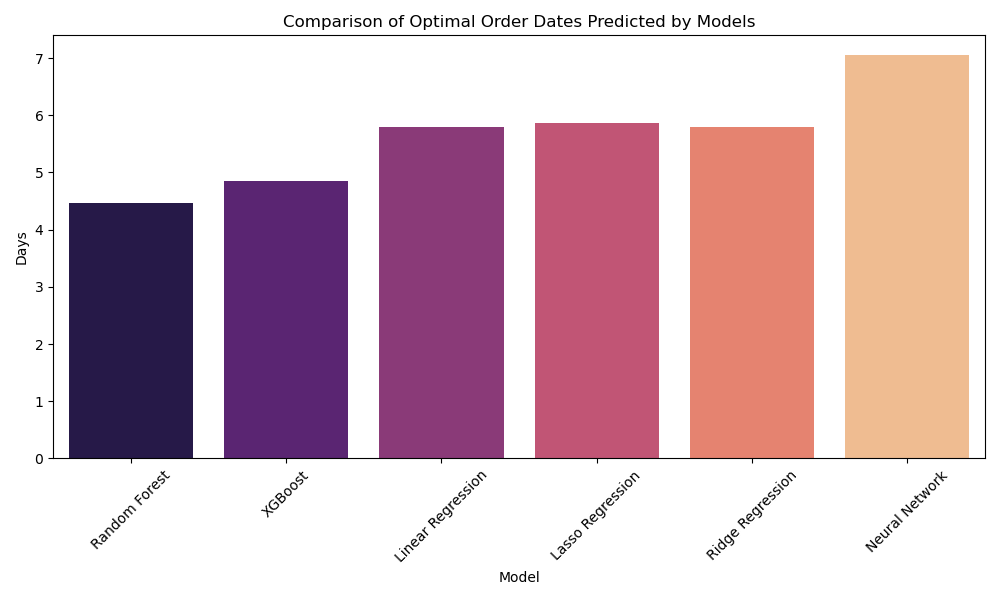 Comparison of Optimal Order Dates Predicted by Models
Days
7
6
5
4
3
2
1
0
Random Forest
XGBoost
Linear Regression
Lasso Regression
Ridge Regression
Neural Network
Model